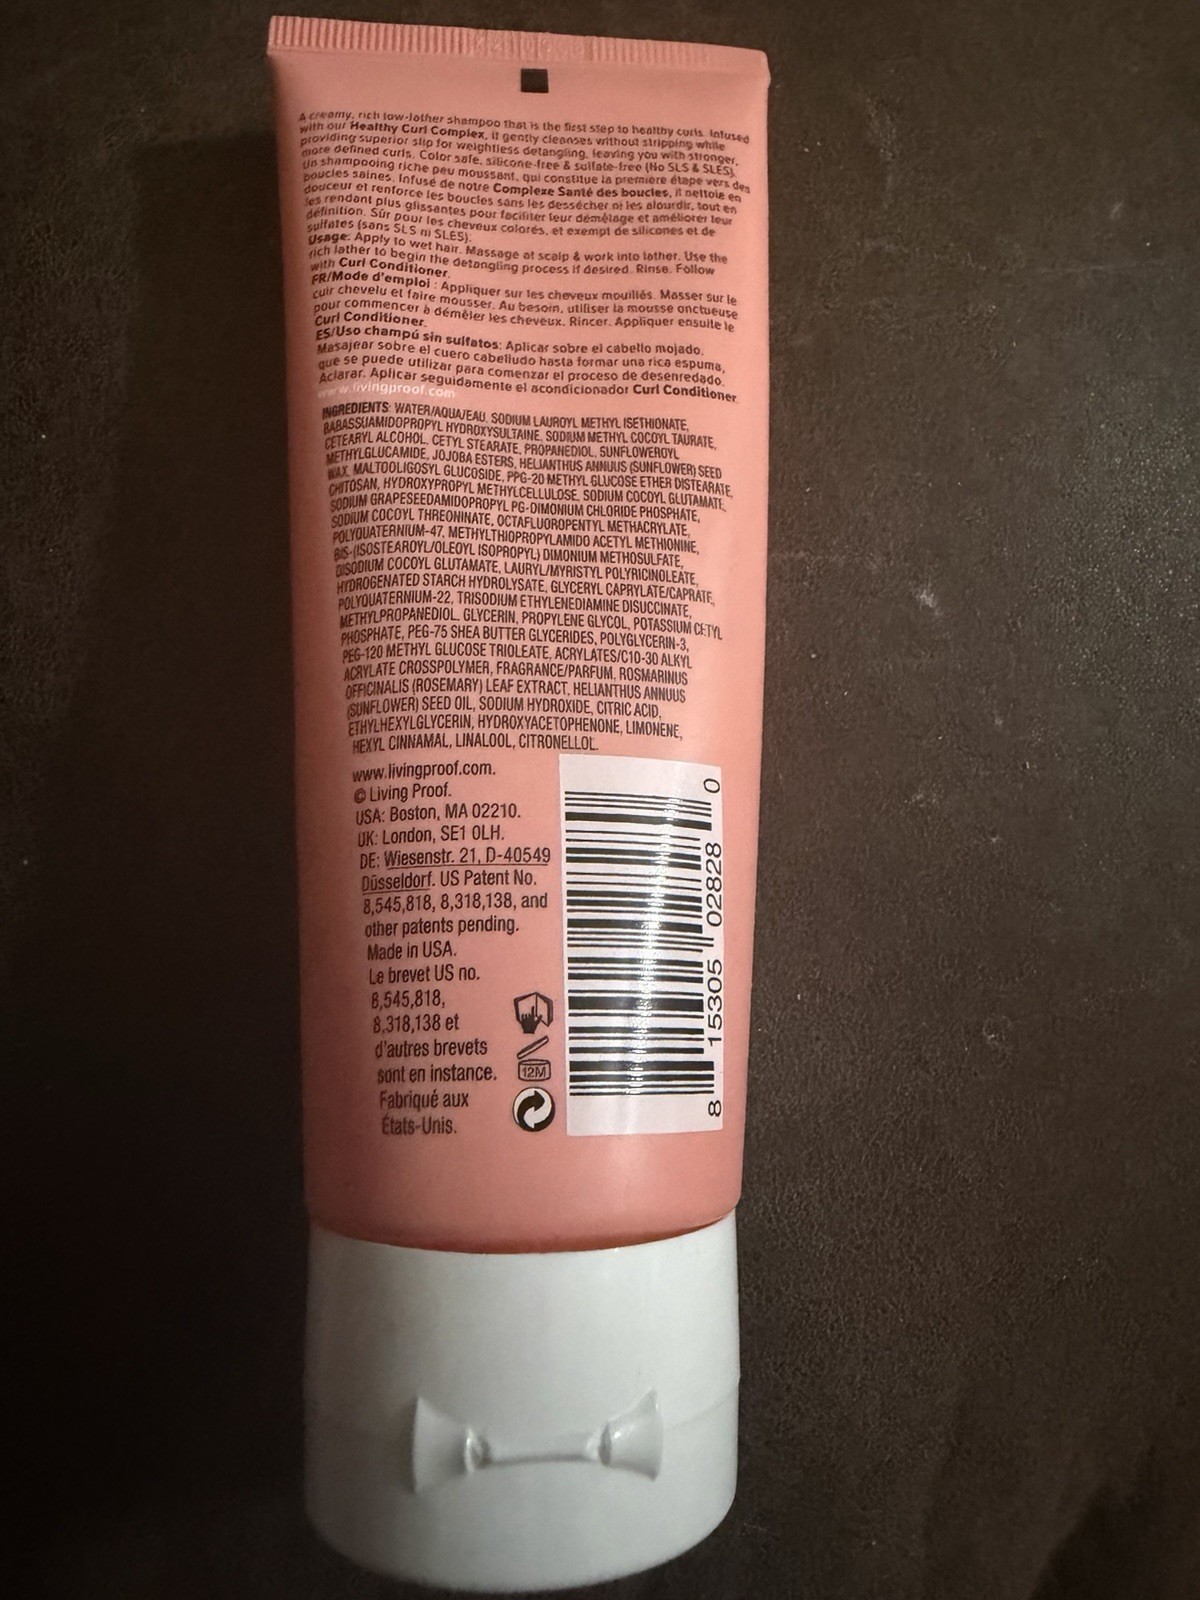 A creamy, rich low-lather shampoo that is the first step to healthy curls. Infused
with our Healthy Curl Complex, it gently cleanses without stripping while
providing superior slip for weightless detangling, leaving you with stronger,
more defined curls. Color safe, silicone-free & sulfate-free (No SLS & SLES).
Un shampooing riche peu moussant, qui constitue la première étape vers des
boucles saines. Infusé de notre Complexe Santé des boucles, il nettoie en
douceur et renforce les boucles sans les dessécher ni les alourdir, tout en
les rendant plus glissantes pour faciliter leur démêlage et améliorer leur
définition. Sûr pour les cheveux colorés, et exempt de silicones et de
sulfates (sans SLS ni SLES).
Usage: Apply to wet hair. Massage at scalp & work into lather. Use the
rich lather to begin the detangling process if desired. Rinse. Follow
with Curl Conditioner.
FR/Mode d'emploi : Appliquer sur les cheveux mouillés. Masser sur le
cuir chevelu et faire mousser. Au besoin, utiliser la mousse onctueuse
pour commencer à démêler les cheveux. Rincer. Appliquer ensuite le
Curl Conditioner.
ES/Uso champú sin sulfatos: Aplicar sobre el cabello mojado.
Masajear sobre el cuero cabelludo hasta formar una rica espuma,
que se puede utilizar para comenzar el proceso de desenredado.
Aclarar. Aplicar seguidamente el acondicionador Curl Conditioner.
www.livingproof.com
INGREDIENTS: WATER/AQUA/EAU, SODIUM LAUROYL METHYL ISETHIONATE,
BABASSUAMIDOPROPYL HYDROXYSULTAINE, SODIUM METHYL COCOYL TAURATE,
CETEARYL ALCOHOL, CETYL STEARATE, PROPANEDIOL, SUNFLOWEROYL
METHYLGLUCAMIDE, JOJOBA ESTERS, HELIANTHUS ANNUUS (SUNFLOWER) SEED
WAX, MALTOOLIGOSYL GLUCOSIDE, PPG-20 METHYL GLUCOSE ETHER DISTEARATE,
CHITOSAN, HYDROXYPROPYL METHYLCELLULOSE, SODIUM COCOYL GLUTAMATE,
SODIUM GRAPESEEDAMIDOPROPYL PG-DIMONIUM CHLORIDE PHOSPHATE,
SODIUM COCOYL THREONINATE, OCTAFLUOROPENTYL METHACRYLATE,
POLYQUATERNIUM-47, METHYLTHIOPROPYLAMIDO ACETYL METHIONINE,
BIS-(ISOSTEAROYL/OLEOYL ISOPROPYL) DIMONIUM METHOSULFATE,
DISODIUM COCOYL GLUTAMATE, LAURYL/MYRISTYL POLYRICINOLEATE,
HYDROGENATED STARCH HYDROLYSATE, GLYCERYL CAPRYLATE/CAPRATE,
POLYQUATERNIUM-22, TRISODIUM ETHYLENEDIAMINE DISUCCINATE,
METHYLPROPANEDIOL, GLYCERIN, PROPYLENE GLYCOL, POTASSIUM CETYL
PHOSPHATE, PEG-75 SHEA BUTTER GLYCERIDES, POLYGLYCERIN-3,
PEG-120 METHYL GLUCOSE TRIOLEATE, ACRYLATES/C10-30 ALKYL
ACRYLATE CROSSPOLYMER, FRAGRANCE/PARFUM, ROSMARINUS
OFFICINALIS (ROSEMARY) LEAF EXTRACT, HELIANTHUS ANNUUS
(SUNFLOWER) SEED OIL, SODIUM HYDROXIDE, CITRIC ACID,
ETHYLHEXYLGLYCERIN, HYDROXYACETOPHENONE, LIMONENE,
HEXYL CINNAMAL, LINALOOL, CITRONELLOL.
www.livingproof.com.
© Living Proof.
USA: Boston, MA 02210.
UK: London, SE1 0LH.
DE: Wiesenstr. 21, D-40549
Düsseldorf. US Patent No.
8,545,818, 8,318,138, and
other patents pending.
Made in USA.
Le brevet US no.
8,545,818,
8,318,138 et
d'autres brevets
sont en instance.
Fabriqué aux
États-Unis.
12M
8 15305 02828 0